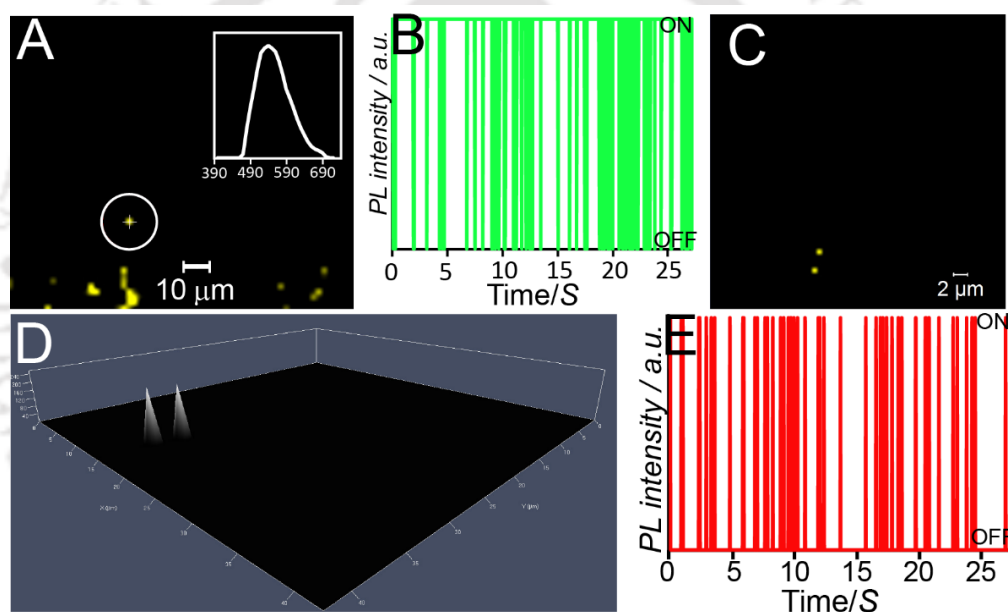 A
390 490 590 690
10 µm
B
PL intensity / a.u.
ON
OFF
0 5 10 15 20 25
Time/S
C
2 µm
D
E
PL intensity / a.u.
ON
OFF
0 5 10 15 20 25
Time/S